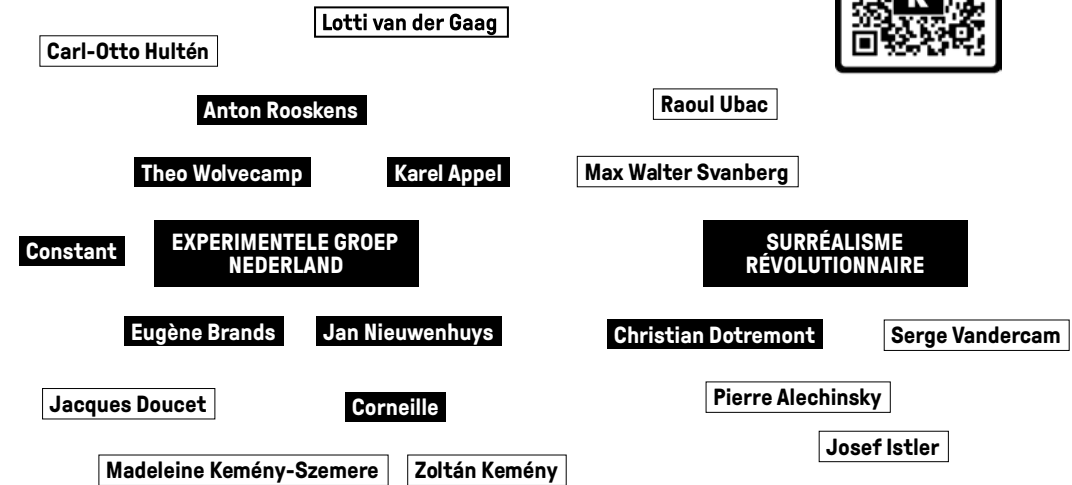 Lotti van der Gaag
Carl-Otto Hultén
Anton Rooskens
Raoul Ubac
Theo Wolvecamp
Karel Appel
Max Walter Svanberg
Constant
EXPERIMENTELE GROEP
NEDERLAND
SURRÉALISME
RÉVOLUTIONNAIRE
Eugène Brands
Jan Nieuwenhuys
Christian Dotremont
Serge Vandercam
Jacques Doucet
Corneille
Pierre Alechinsky
Josef Istler
Madeleine Kemény-Szemere
Zoltán Kemény